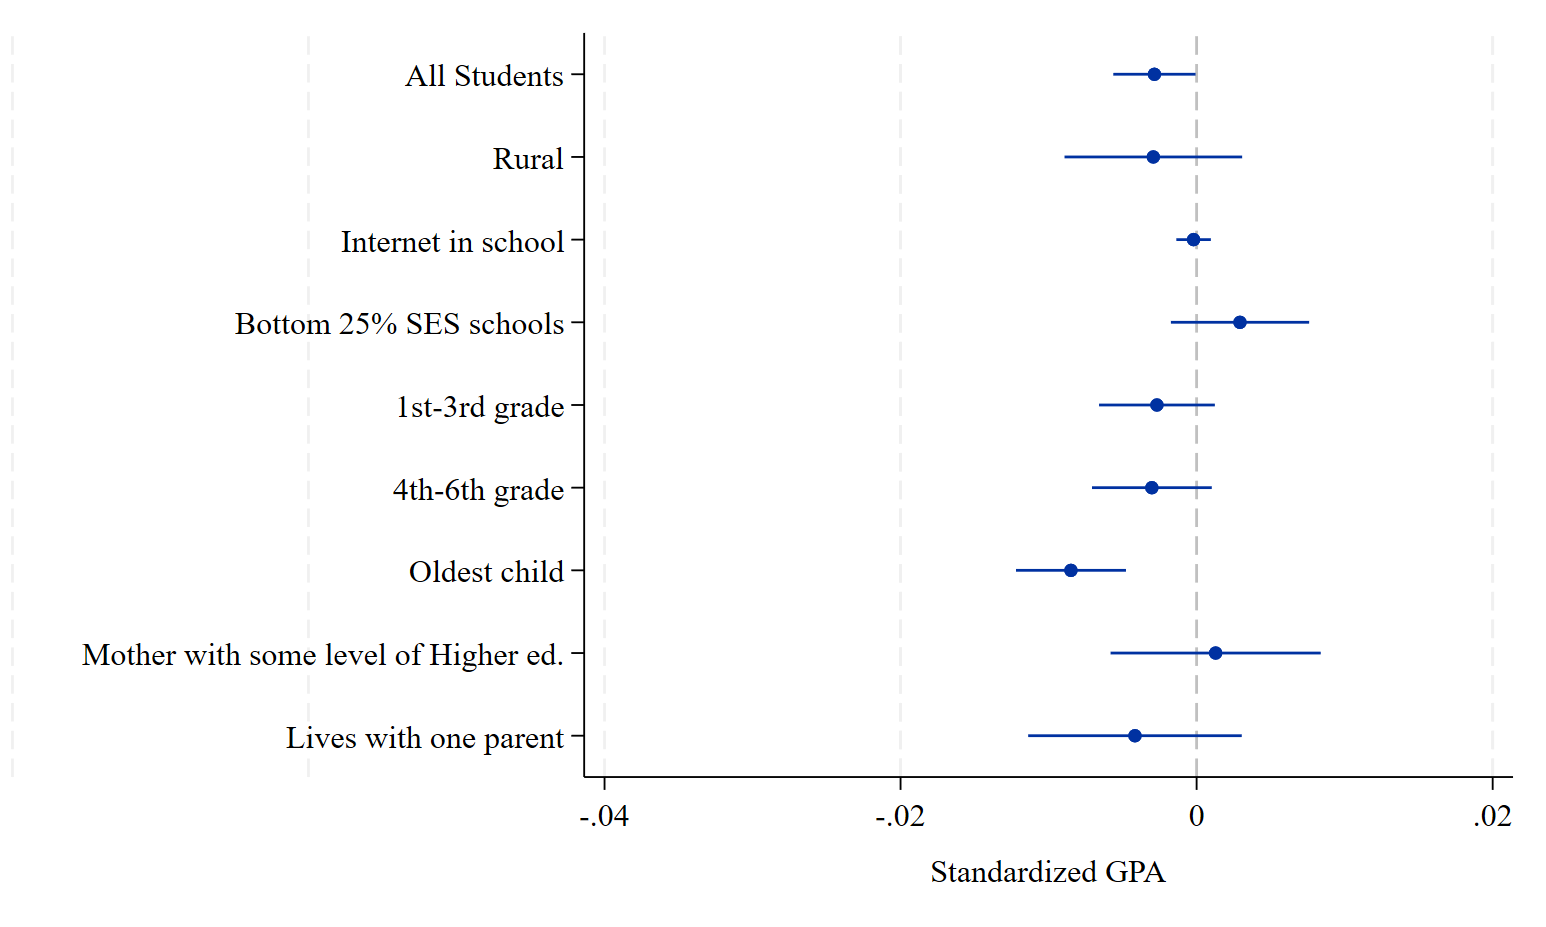 All Students
Rural
Internet in school
Bottom 25% SES schools
1st-3rd grade
4th-6th grade
Oldest child
Mother with some level of Higher ed.
Lives with one parent
-.04 -.02 0 .02
Standardized GPA